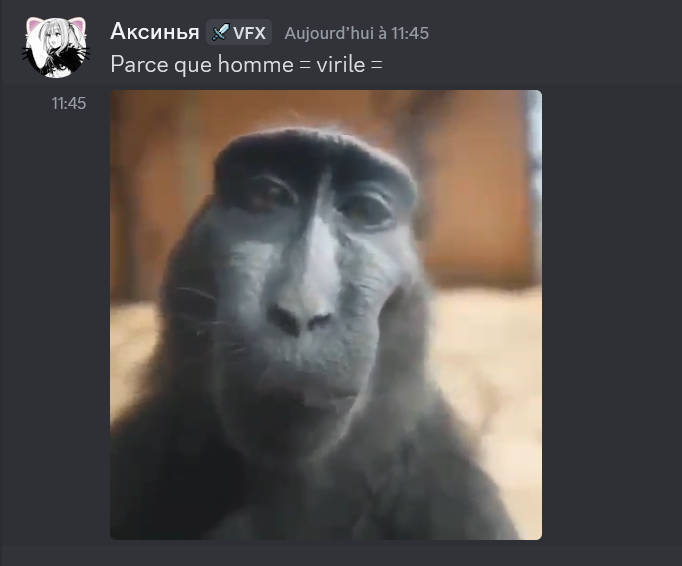 Аксинья VFX Aujourd'hui à 11:45
Parce que homme = virile =
11:45